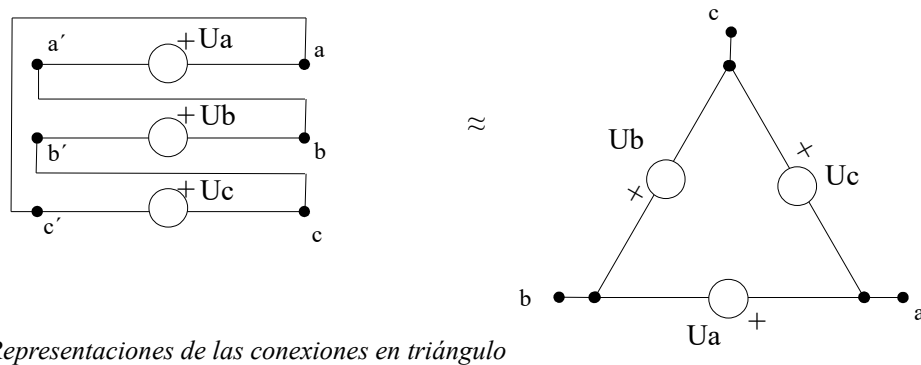 a´
+ Ua
a
+ Ub
b´
b
+ Uc
c´
c
≈
c
Ub
+
+
Uc
b
a
Ua +
Representaciones de las conexiones en triángulo